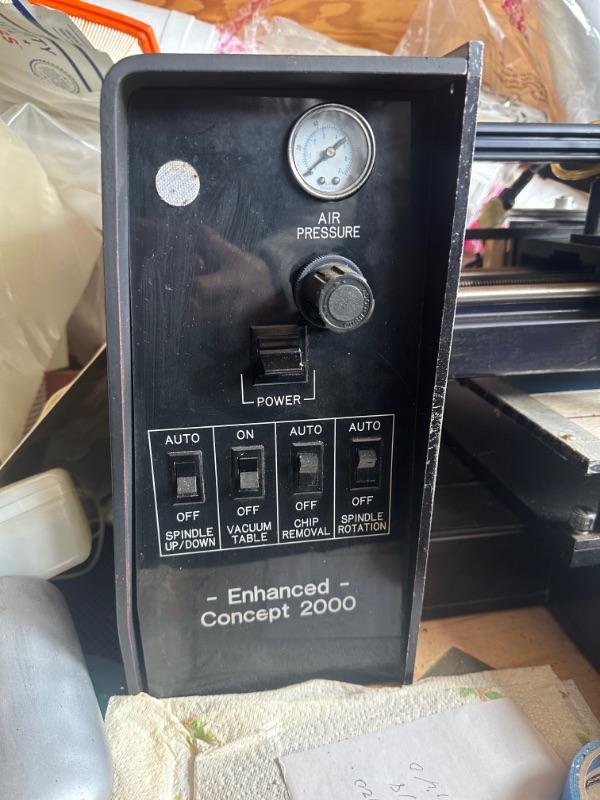 AIR
PRESSURE
POWER
AUTO
OFF
SPINDLE
UP/DOWN
ON
OFF
VACUUM
TABLE
AUTO
OFF
CHIP
REMOVAL
AUTO
OFF
SPINDLE
ROTATION
- Enhanced -
Concept 2000